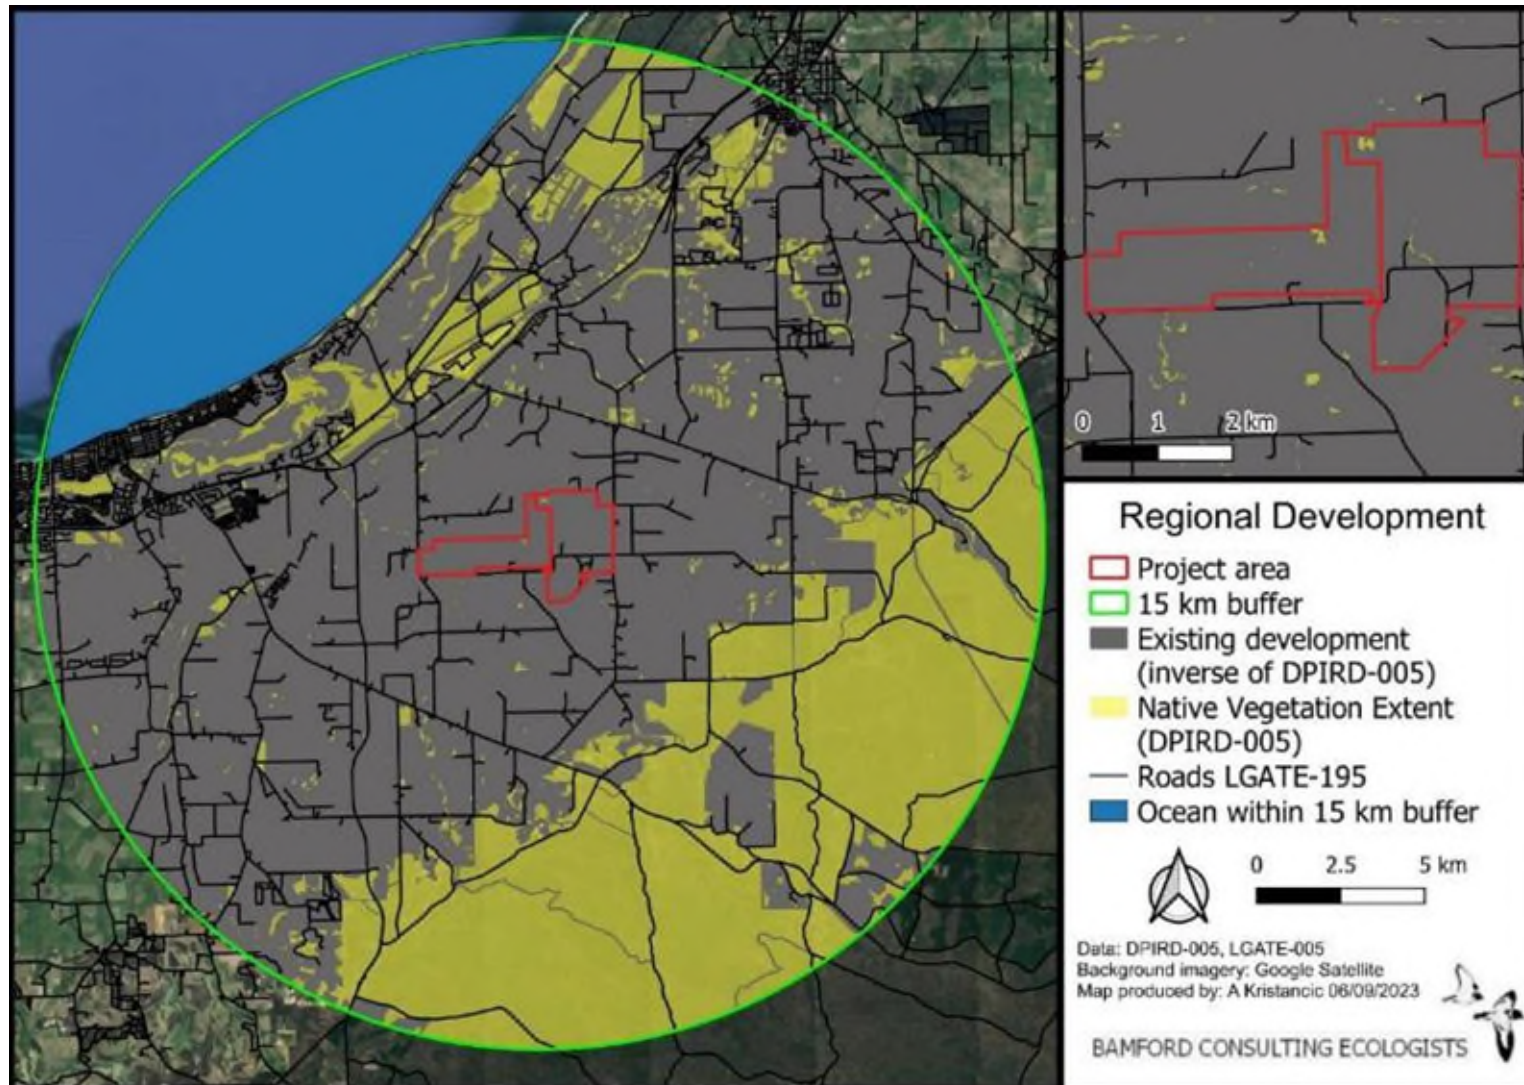 0 1 2 km
Regional Development
Project area
15 km buffer
Existing development
(inverse of DPIRD-005)
Native Vegetation Extent
(DPIRD-005)
Roads LGATE-195
Ocean within 15 km buffer
0 2.5 5 km
Data: DPIRD-005, LGATE-005
Background imagery: Google Satellite
Map produced by: A Kristancic 06/09/2023
BAMFORD CONSULTING ECOLOGISTS